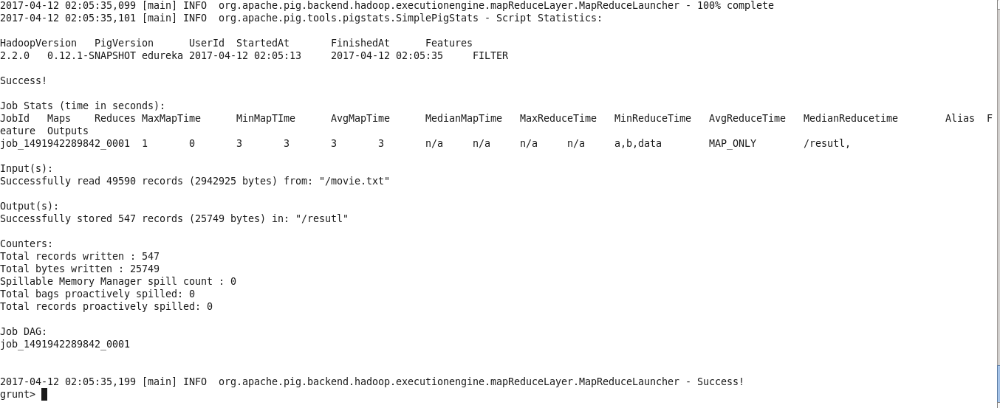 2017-04-12 02:05:35,099 [main] INFO  org.apache.pig.backend.hadoop.executionengine.mapReduceLayer.MapReduceLauncher - 100% complete
2017-04-12 02:05:35,101 [main] INFO  org.apache.pig.tools.pigstats.SimplePigStats - Script Statistics:
HadoopVersion   PigVersion      UserId  StartedAt       FinishedAt      Features
2.2.0   0.12.1-SNAPSHOT edureka 2017-04-12 02:05:13     2017-04-12 02:05:35     FILTER
Success!
Job Stats (time in seconds):
JobId   Maps    Reduces MaxMapTime      MinMapTIme      AvgMapTime      MedianMapTime   MaxReduceTime   MinReduceTime   AvgReduceTime   MedianReducetime        Alias  F
eature  Outputs
job_1491942289842_0001  1       0       3       3       3       3       n/a     n/a     n/a     n/a     a,b,data        MAP_ONLY        /resutl,
Input(s):
Successfully read 49590 records (2942925 bytes) from: "/movie.txt"
Output(s):
Successfully stored 547 records (25749 bytes) in: "/resutl"
Counters:
Total records written : 547
Total bytes written : 25749
Spillable Memory Manager spill count : 0
Total bags proactively spilled: 0
Total records proactively spilled: 0
Job DAG:
job_1491942289842_0001
2017-04-12 02:05:35,199 [main] INFO  org.apache.pig.backend.hadoop.executionengine.mapReduceLayer.MapReduceLauncher - Success!
grunt>